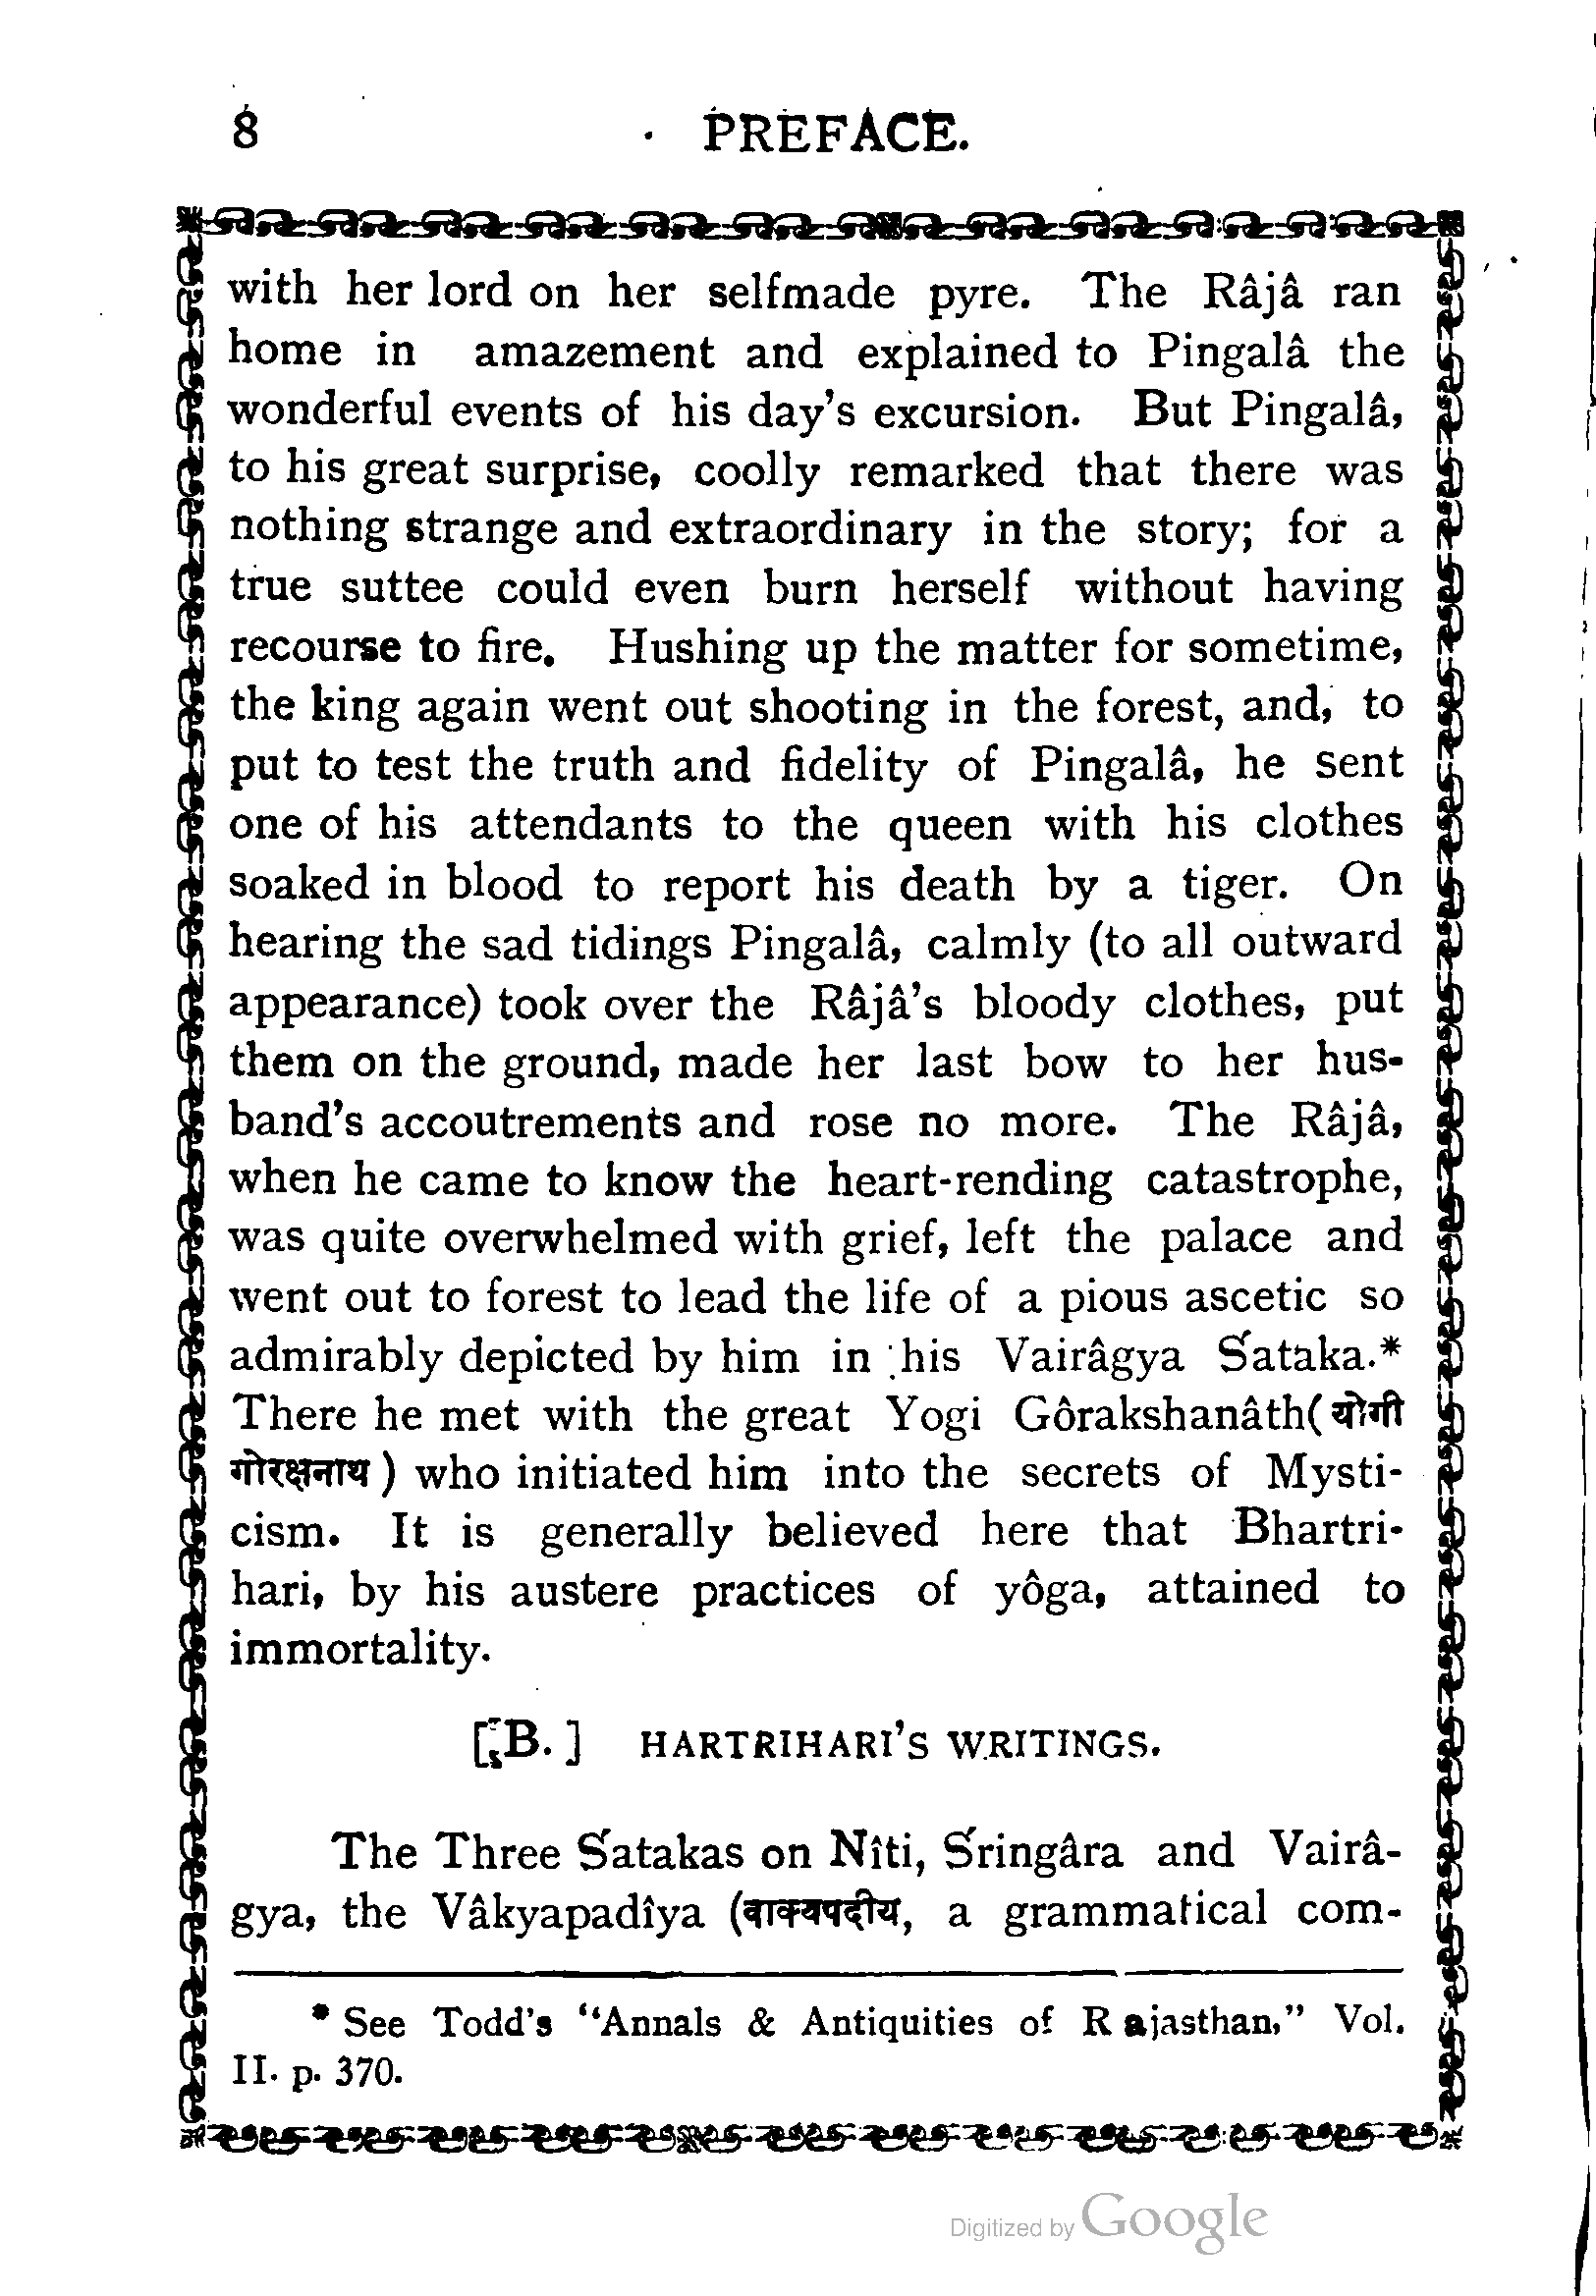 8 PREFACE.
with her lord on her selfmade pyre. The Râjâ ran
home in amazement and explained to Pingalâ the
wonderful events of his day's excursion. But Pingalâ,
to his great surprise, coolly remarked that there was
nothing strange and extraordinary in the story; for a
true suttee could even burn herself without having
recourse to fire. Hushing up the matter for sometime,
the king again went out shooting in the forest, and, to
put to test the truth and fidelity of Pingalâ, he sent
one of his attendants to the queen with his clothes
soaked in blood to report his death by a tiger. On
hearing the sad tidings Pingalâ, calmly (to all outward
appearance) took over the Râjâ's bloody clothes, put
them on the ground, made her last bow to her hus-
band's accoutrements and rose no more. The Râjâ,
when he came to know the heart-rending catastrophe,
was quite overwhelmed with grief, left the palace and
went out to forest to lead the life of a pious ascetic so
admirably depicted by him in his Vairâgya Śataka.*
There he met with the great Yogi Gôrakshanâth(योगी
गोरक्षनाथ) who initiated him into the secrets of Mysti-
cism. It is generally believed here that Bhartri-
hari, by his austere practices of yôga, attained to
immortality.
[B.] HARTRIHARI'S WRITINGS.
The Three Śatakas on Nîti, Śringâra and Vairâ-
gya, the Vâkyapadîya (वाक्यपदीय, a grammatical com-
* See Todd's "Annals & Antiquities of Rajasthan," Vol.
II. p. 370.
Digitized by Google